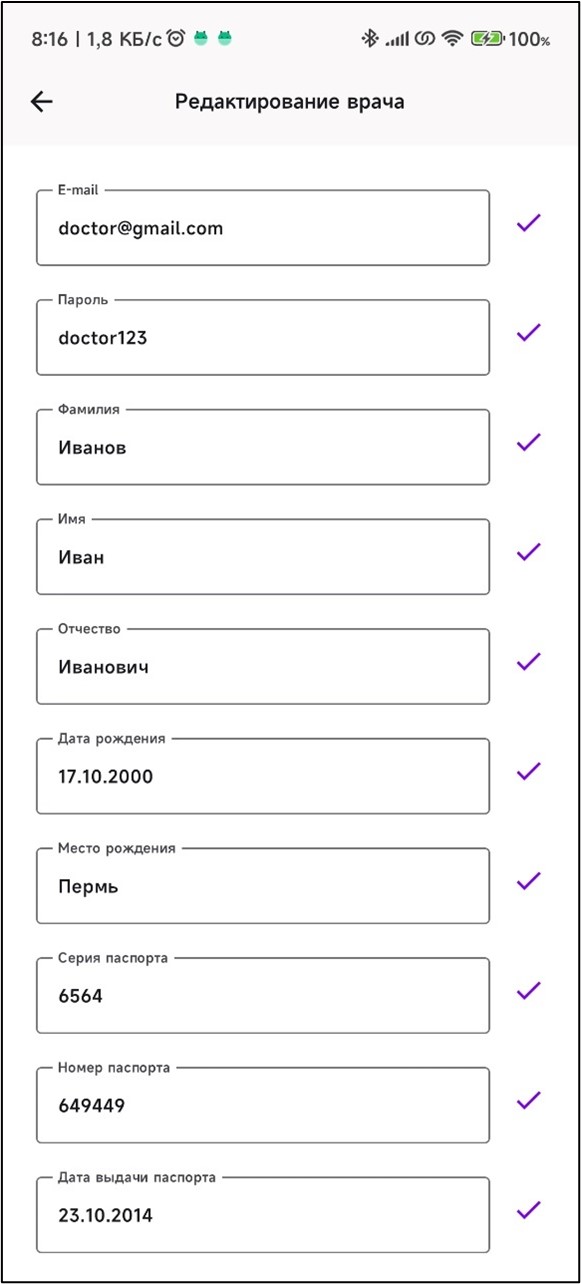 8:16 | 1,8 КБ/с 100%
Редактирование врача
E-mail
doctor@gmail.com
Пароль
doctor123
Фамилия
Иванов
Имя
Иван
Отчество
Иванович
Дата рождения
17.10.2000
Место рождения
Пермь
Серия паспорта
6564
Номер паспорта
649449
Дата выдачи паспорта
23.10.2014